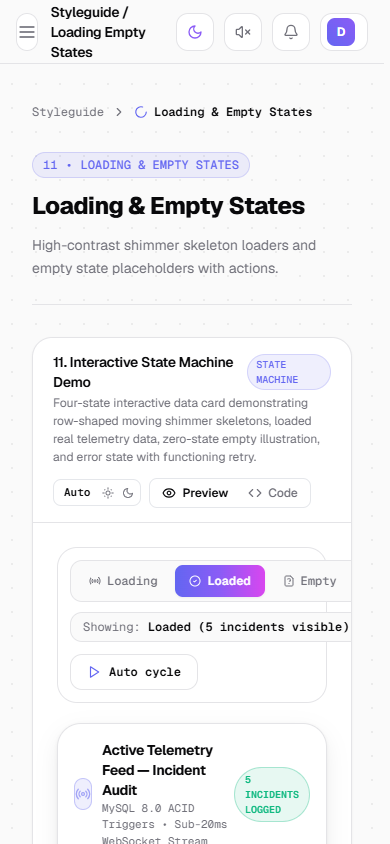 Styleguide /
Loading Empty
States
D
Styleguide > Loading & Empty States
11 • LOADING & EMPTY STATES
Loading & Empty States
High-contrast shimmer skeleton loaders and
empty state placeholders with actions.
11. Interactive State Machine
Demo
STATE
MACHINE
Four-state interactive data card demonstrating
row-shaped moving shimmer skeletons, loaded
real telemetry data, zero-state empty illustration,
and error state with functioning retry.
Auto
Preview
Code
Loading
Loaded
Empty
Showing: Loaded (5 incidents visible)
Auto cycle
Active Telemetry
Feed — Incident
Audit
MySQL 8.0 ACID
Triggers • Sub-20ms
WebSocket Stream
5
INCIDENTS
LOGGED